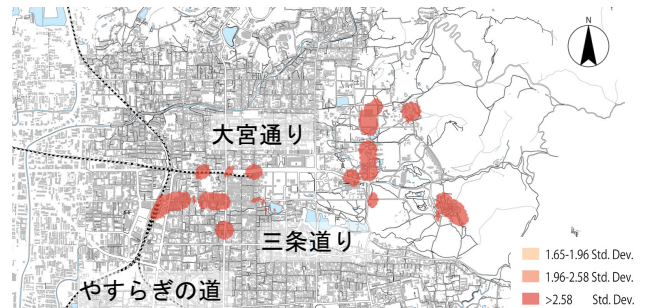 N
大宮通り
三条道り
やすらぎの道
1.65-1.96 Std. Dev.
1.96-2.58 Std. Dev.
>2.58 Std. Dev.